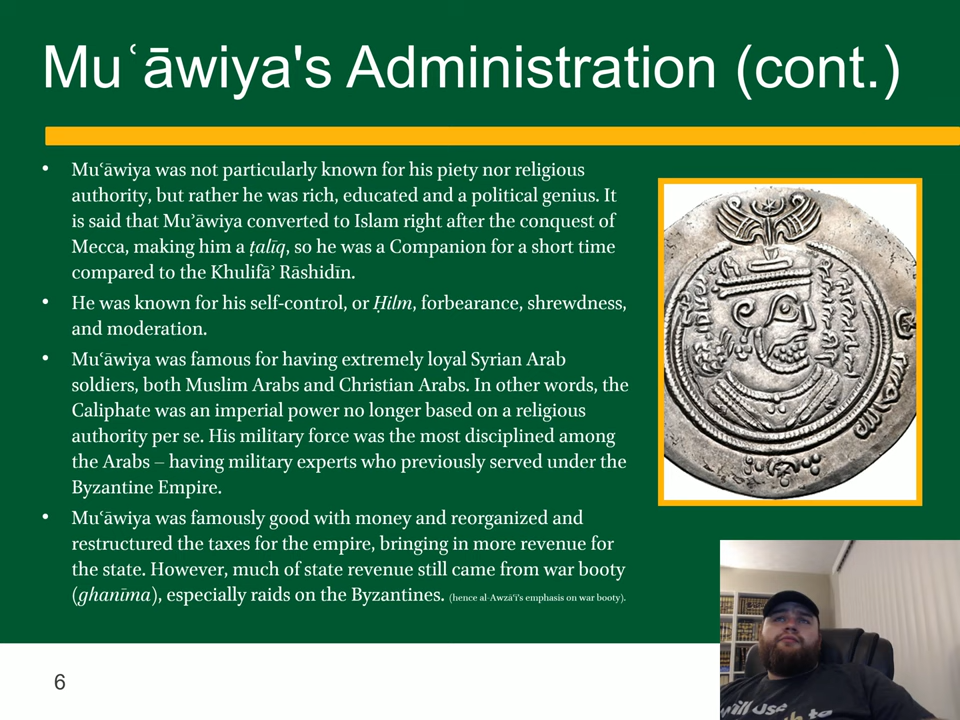 Muʿāwiya's Administration (cont.)
• Muʿāwiya was not particularly known for his piety nor religious
authority, but rather he was rich, educated and a political genius. It
is said that Muʾāwiya converted to Islam right after the conquest of
Mecca, making him a ṭalīq, so he was a Companion for a short time
compared to the Khulifāʾ Rāshidīn.
• He was known for his self-control, or Ḥilm, forbearance, shrewdness,
and moderation.
• Muʿāwiya was famous for having extremely loyal Syrian Arab
soldiers, both Muslim Arabs and Christian Arabs. In other words, the
Caliphate was an imperial power no longer based on a religious
authority per se. His military force was the most disciplined among
the Arabs – having military experts who previously served under the
Byzantine Empire.
• Muʿāwiya was famously good with money and reorganized and
restructured the taxes for the empire, bringing in more revenue for
the state. However, much of state revenue still came from war booty
(ghanīma), especially raids on the Byzantines. (hence al-Awzāʿī's emphasis on war booty).
6